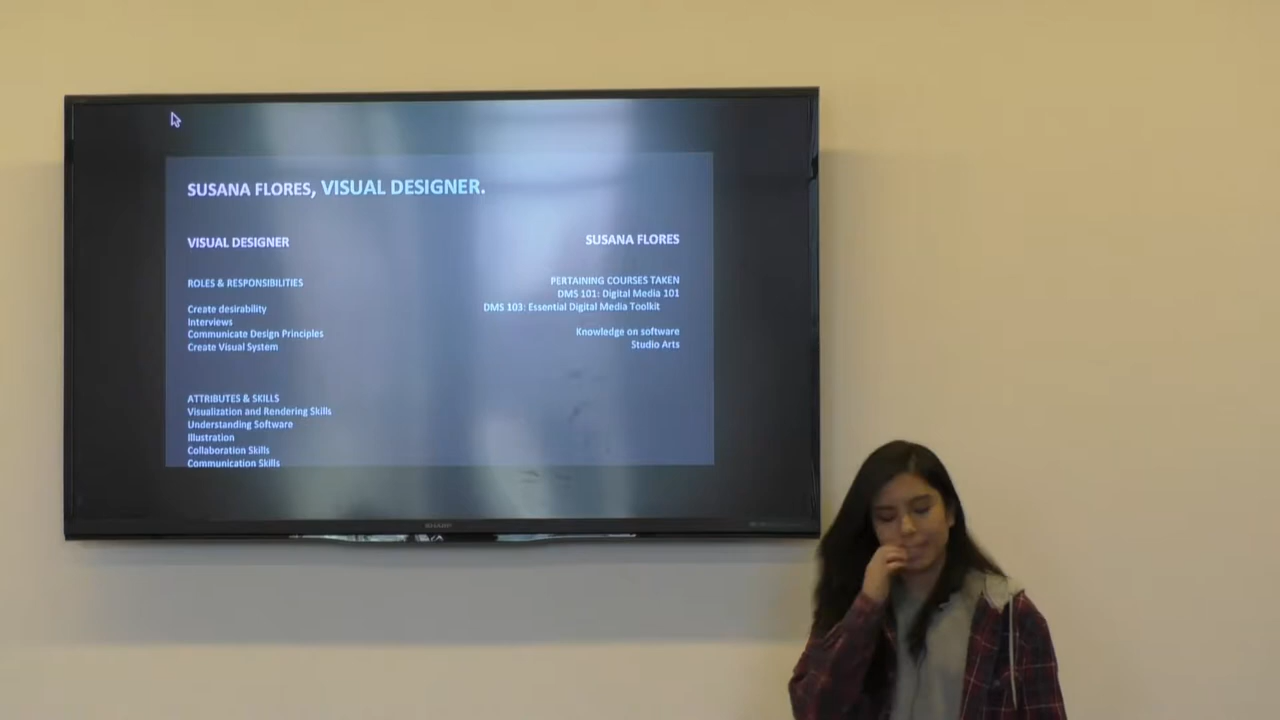 SUSANA FLORES, VISUAL DESIGNER.
VISUAL DESIGNER
ROLES & RESPONSIBILITIES
Create desirability
Interviews
Communicate Design Principles
Create Visual System
ATTRIBUTES & SKILLS
Visualization and Rendering Skills
Understanding Software
Illustration
Collaboration Skills
Communication Skills
SUSANA FLORES
PERTAINING COURSES TAKEN
DMS 101: Digital Media 101
DMS 103: Essential Digital Media Toolkit
Knowledge on software
Studio Arts
SHARP